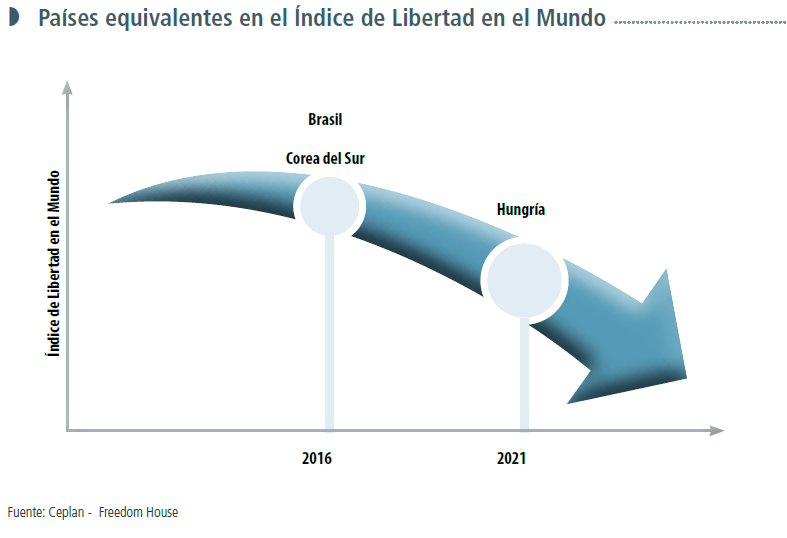 Países equivalentes en el Índice de Libertad en el Mundo
Brasil
Corea del Sur
Hungría
Índice de Libertad en el Mundo
2016
2021
Fuente: Ceplan - Freedom House